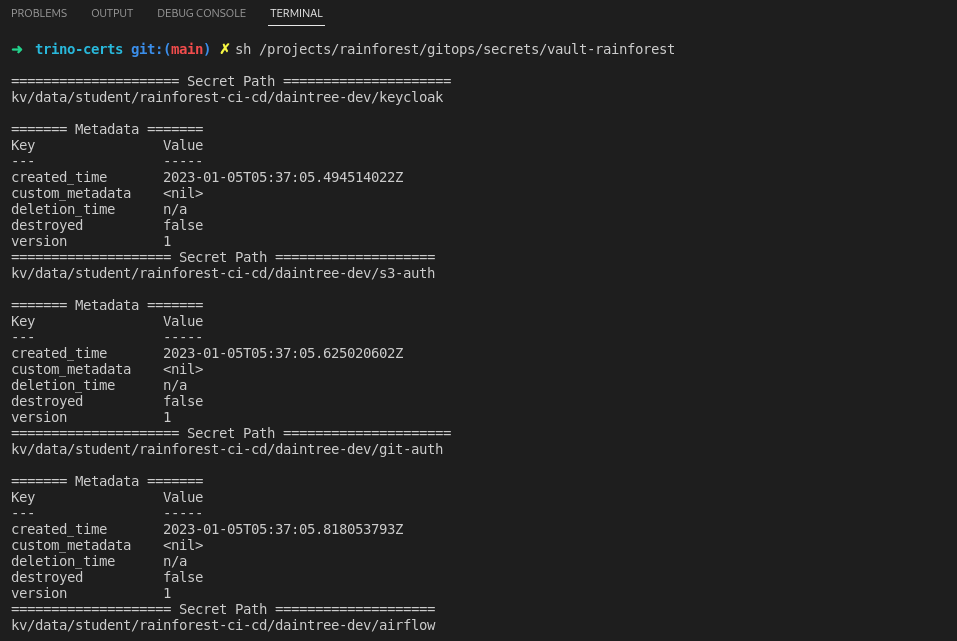 PROBLEMS OUTPUT DEBUG CONSOLE TERMINAL
➜ trino-certs git:(main) ✗ sh /projects/rainforest/gitops/secrets/vault-rainforest
===================== Secret Path =====================
kv/data/student/rainforest-ci-cd/daintree-dev/keycloak
======= Metadata =======
Key Value
--- -----
created_time 2023-01-05T05:37:05.494514022Z
custom_metadata <nil>
deletion_time n/a
destroyed false
version 1
==================== Secret Path ====================
kv/data/student/rainforest-ci-cd/daintree-dev/s3-auth
======= Metadata =======
Key Value
--- -----
created_time 2023-01-05T05:37:05.625020602Z
custom_metadata <nil>
deletion_time n/a
destroyed false
version 1
===================== Secret Path =====================
kv/data/student/rainforest-ci-cd/daintree-dev/git-auth
======= Metadata =======
Key Value
--- -----
created_time 2023-01-05T05:37:05.818053793Z
custom_metadata <nil>
deletion_time n/a
destroyed false
version 1
==================== Secret Path ====================
kv/data/student/rainforest-ci-cd/daintree-dev/airflow